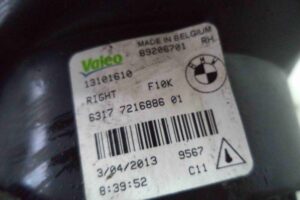 Valeo
MADE IN BELGIUM
89206701 RH
13101610
RIGHT F10K
6317 7216886 01
3/04/2013 9567
8:39:52 C11